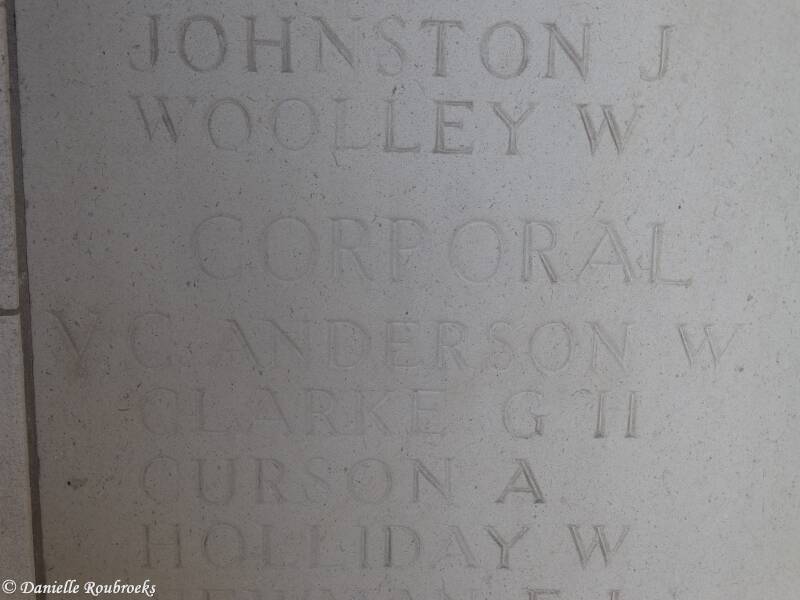 JOHNSTON J
WOOLLEY W
CORPORAL
V.C. ANDERSON W
CLARKE G H
CURSON A
HOLLIDAY W
© Danielle Roubroeks